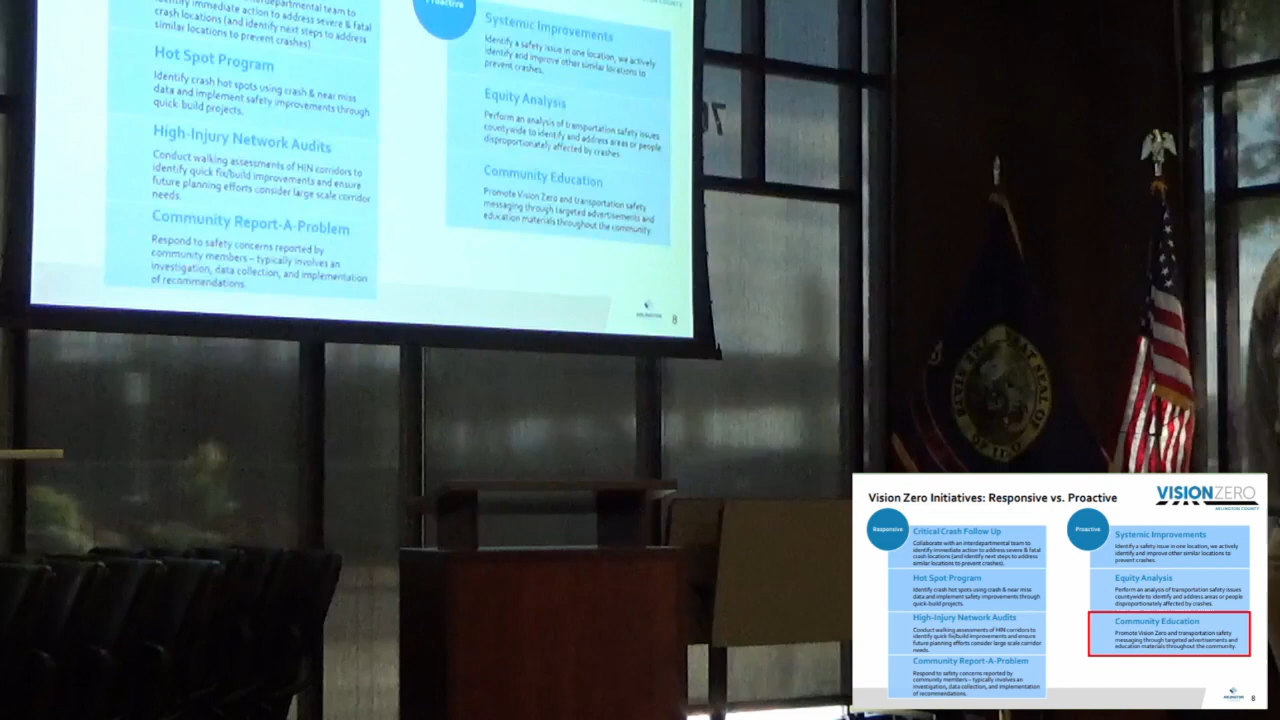 terdepartmental team to
identify immediate action to address severe & fatal
crash locations (and identify next steps to address
similar locations to prevent crashes)
Hot Spot Program
Identify crash hot spots using crash & near miss
data and implement safety improvements through
quick-build projects.
High-Injury Network Audits
Conduct walking assessments of HIN corridors to
identify quick fix/build improvements and ensure
future planning efforts consider large scale corridor
needs.
Community Report-A-Problem
Respond to safety concerns reported by
community members – typically involves an
investigation, data collection, and implementation
of recommendations.
Proactive
COUNTY
Systemic Improvements
Identify a safety issue in one location, we actively
identify and improve other similar locations to
prevent crashes.
Equity Analysis
Perform an analysis of transportation safety issues
countywide to identify and address areas or people
disproportionately affected by crashes.
Community Education
Promote Vision Zero and transportation safety
messaging through targeted advertisements and
education materials throughout the community.
ARLINGTON
8
GREAT SEAL OF
Vision Zero Initiatives: Responsive vs. Proactive
VISIONZERO
ARLINGTON COUNTY
Responsive
Critical Crash Follow Up
Collaborate with an interdepartmental team to
identify immediate action to address severe & fatal
crash locations (and identify next steps to address
similar locations to prevent crashes).
Hot Spot Program
Identify crash hot spots using crash & near miss
data and implement safety improvements through
quick-build projects.
High-Injury Network Audits
Conduct walking assessments of HIN corridors to
identify quick fix/build improvements and ensure
future planning efforts consider large scale corridor
needs.
Community Report-A-Problem
Respond to safety concerns reported by
community members – typically involves an
investigation, data collection, and implementation
of recommendations.
Proactive
Systemic Improvements
Identify a safety issue in one location, we actively
identify and improve other similar locations to
prevent crashes.
Equity Analysis
Perform an analysis of transportation safety issues
countywide to identify and address areas or people
disproportionately affected by crashes.
Community Education
Promote Vision Zero and transportation safety
messaging through targeted advertisements and
education materials throughout the community.
ARLINGTON
8